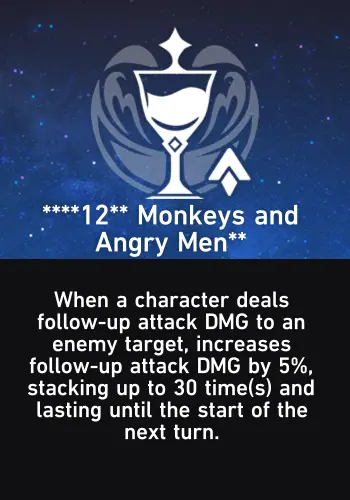 ****12** Monkeys and
Angry Men**
When a character deals
follow-up attack DMG to an
enemy target, increases
follow-up attack DMG by 5%,
stacking up to 30 time(s) and
lasting until the start of the
next turn.